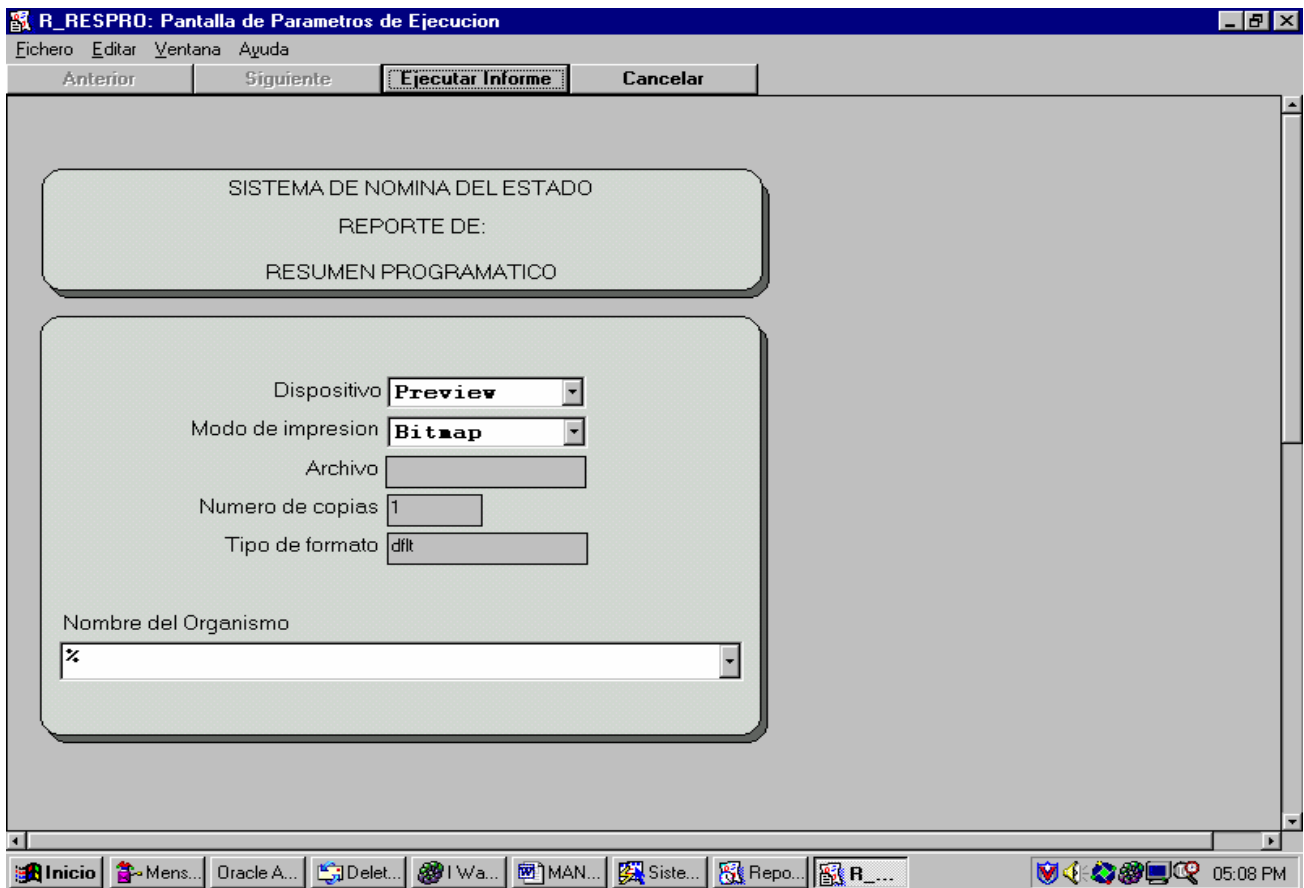 R_RESPRO: Pantalla de Parametros de Ejecucion
Fichero Editar Ventana Ayuda
Anterior Siguiente Ejecutar Informe Cancelar
SISTEMA DE NOMINA DEL ESTADO
REPORTE DE:
RESUMEN PROGRAMATICO
Dispositivo Preview
Modo de impresion Bitmap
Archivo
Numero de copias 1
Tipo de formato dflt
Nombre del Organismo
%
Inicio Mens... Oracle A... Delet... I Wa... MAN... Siste... Repo... R_... 05:08 PM